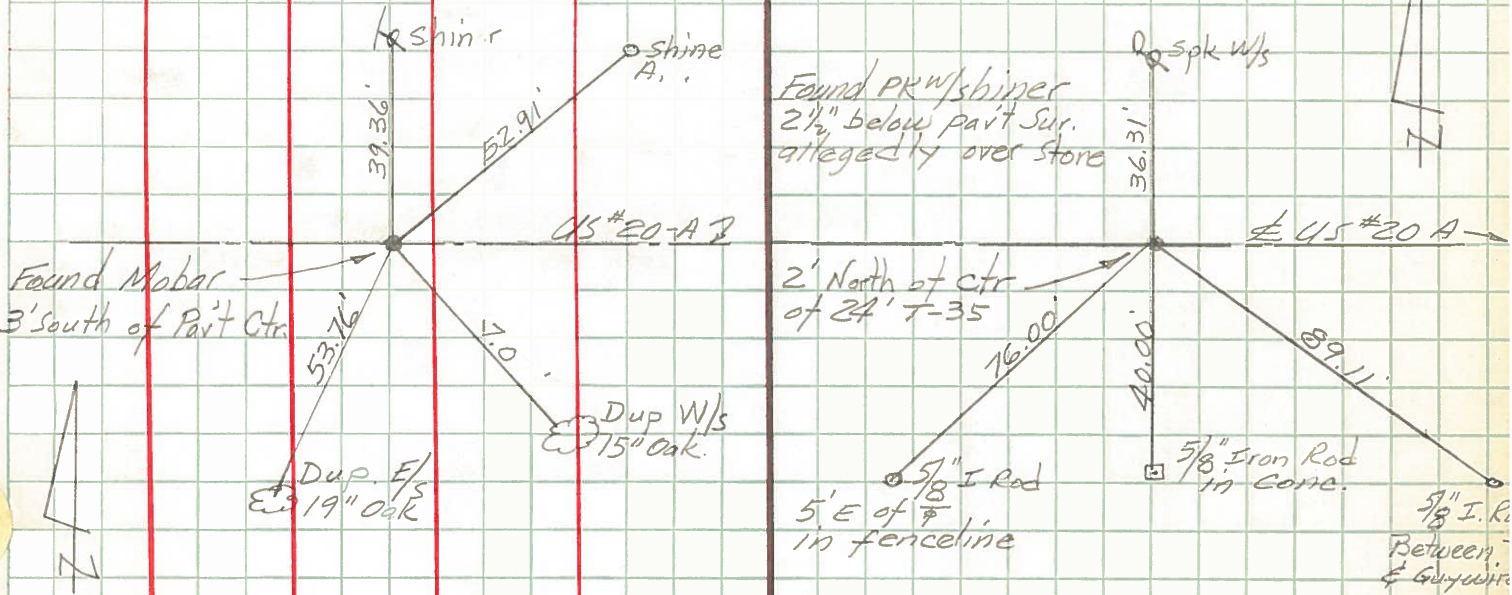 Shin r
shine
A. .
39.36'
52.91'
US #20-A
Found Mobar
3' South of Pav't Ctr.
53.76'
7.0
Dup W/s
15" Oak.
Dup. E/s
19" Oak
N
Spk W/s
Found PK W/shiner
2½" below pav't Sur.
allegedly over Stone
36.31'
N
℄ US #20 A
2' North of Ctr
of 24' T-35
76.00'
40.00'
89.11'
5/8" I Rod
5' E of
in fenceline
5/8" Iron Rod
in Conc.
5/8" I. R
Between
& Guywire